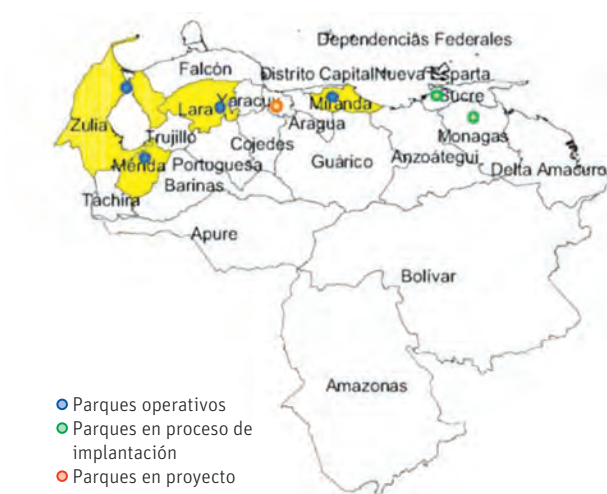 Dependencias Federales
Falcón
Distrito Capital
Nueva Esparta
Zulia
Lara
Yaracuy
Miranda
Sucre
Trujillo
Aragua
Monagas
Cojedes
Mérida
Portuguesa
Guárico
Anzoátegui
Delta Amacuro
Barinas
Táchira
Apure
Bolívar
Amazonas
Parques operativos
Parques en proceso de
implantación
Parques en proyecto